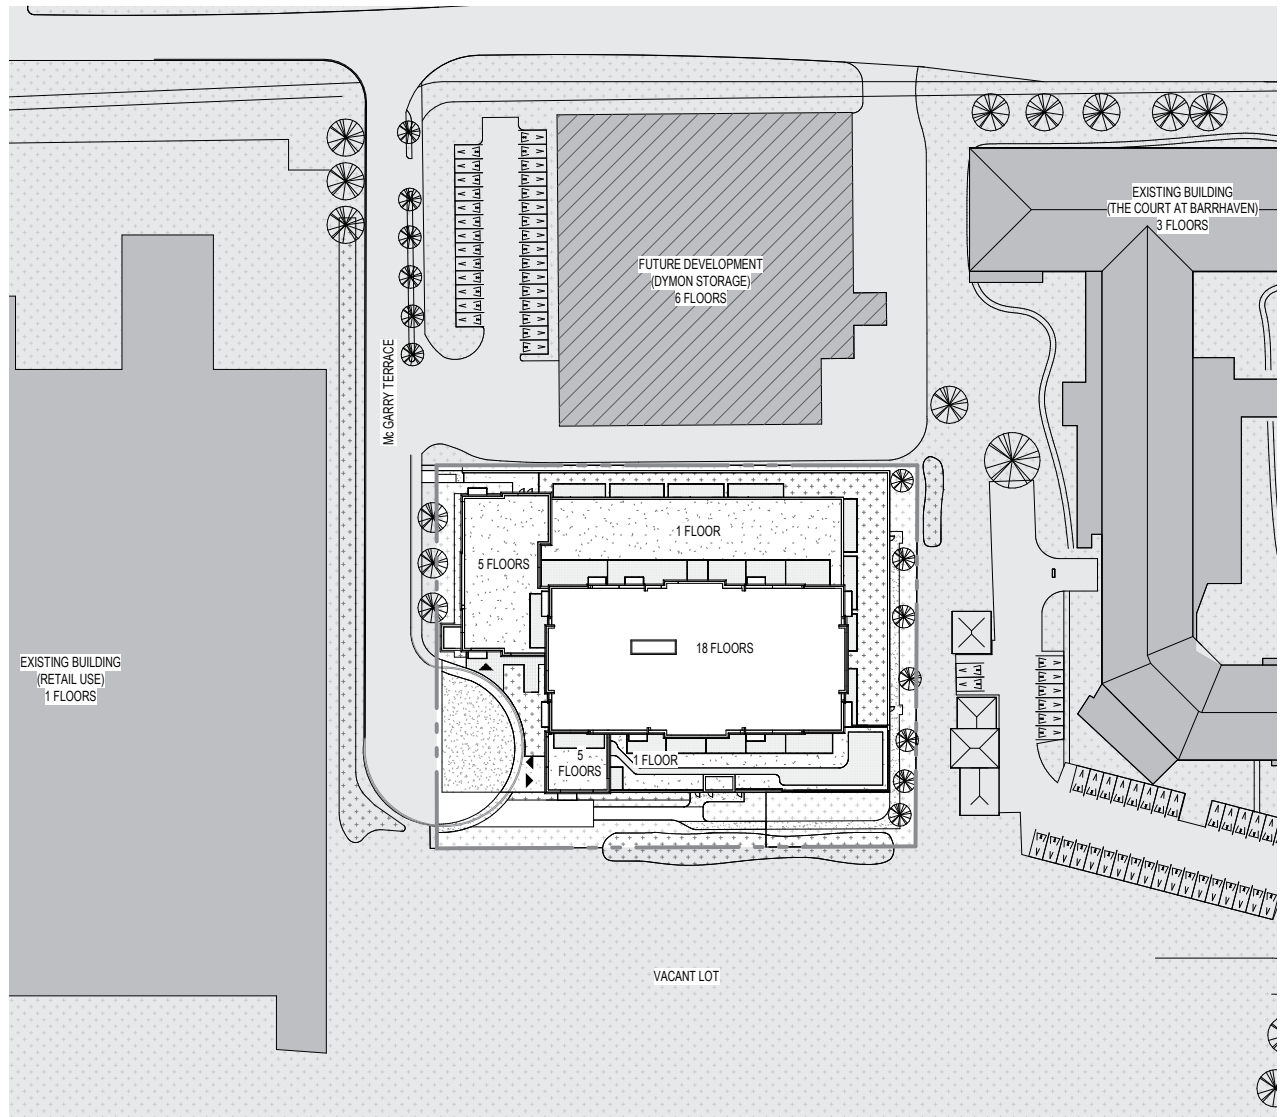 EXISTING BUILDING
(THE COURT AT BARRHAVEN)
3 FLOORS
FUTURE DEVELOPMENT
(DYMON STORAGE)
6 FLOORS
Mc GARRY TERRACE
1 FLOOR
5 FLOORS
18 FLOORS
EXISTING BUILDING
(RETAIL USE)
1 FLOORS
5
FLOORS
1 FLOOR
VACANT LOT